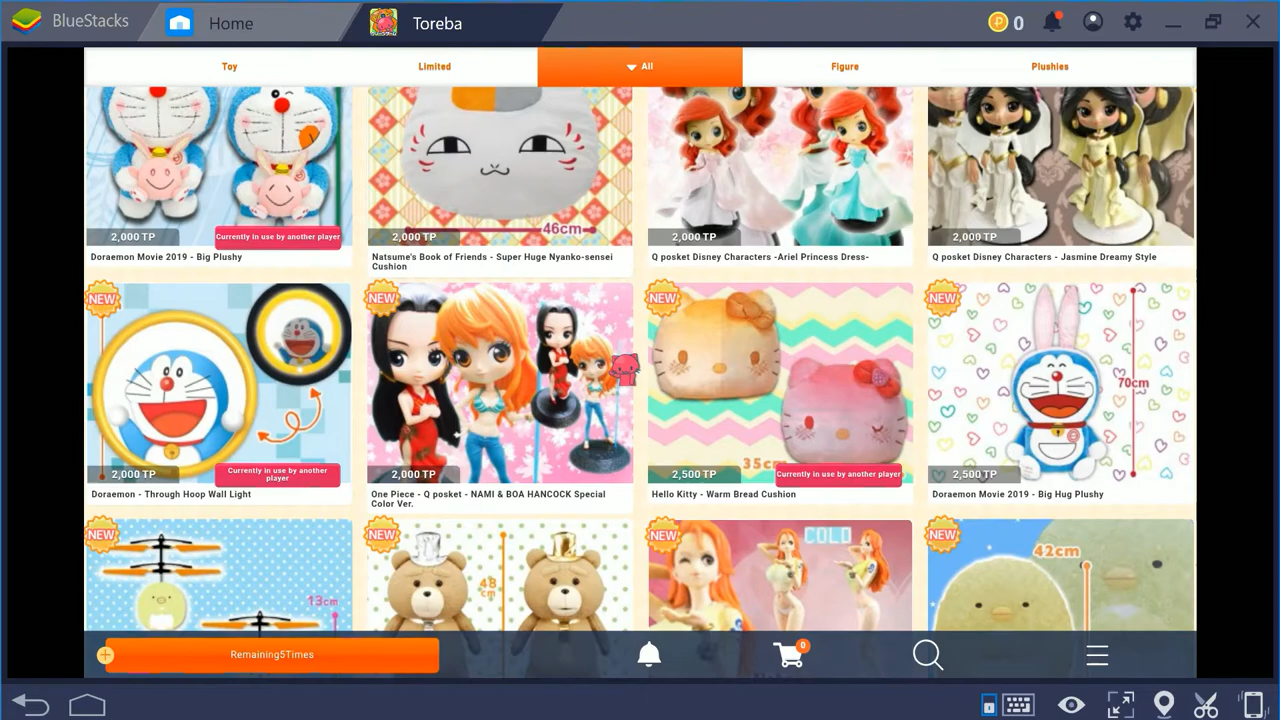 BlueStacks
Home
Toreba
P 0
Toy
Limited
All
Figure
Plushies
2,000 TP
Currently in use by another player
Doraemon Movie 2019 - Big Plushy
46cm
2,000 TP
Natsume's Book of Friends - Super Huge Nyanko-sensei
Cushion
2,000 TP
Q posket Disney Characters -Ariel Princess Dress-
2,000 TP
Q posket Disney Characters - Jasmine Dreamy Style
NEW
2,000 TP
Currently in use by another
player
Doraemon - Through Hoop Wall Light
NEW
2,000 TP
One Piece - Q posket - NAMI & BOA HANCOCK Special
Color Ver.
NEW
35cm
2,500 TP
Currently in use by another player
Hello Kitty - Warm Bread Cushion
NEW
70cm
2,500 TP
Doraemon Movie 2019 - Big Hug Plushy
NEW
13cm
NEW
48
cm
NEW
COLD
NEW
42cm
Remaining5Times
0